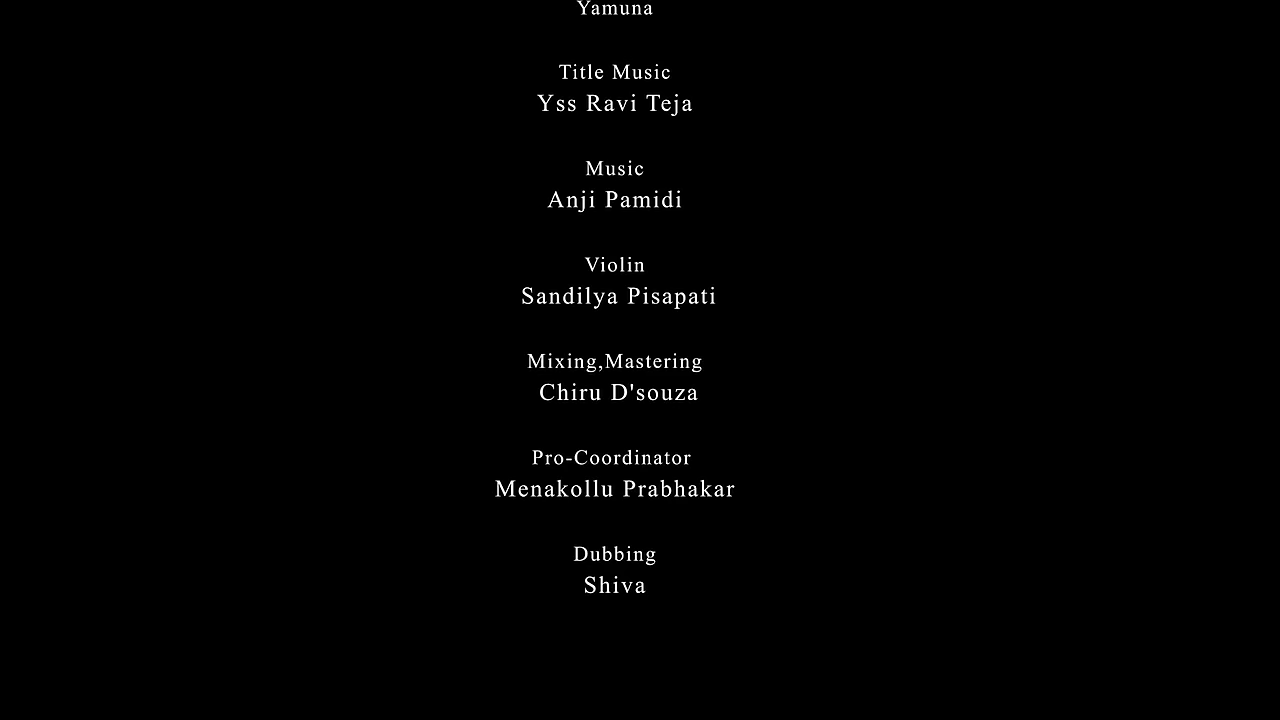 Yamuna
Title Music
Yss Ravi Teja
Music
Anji Pamidi
Violin
Sandilya Pisapati
Mixing,Mastering
Chiru D'souza
Pro-Coordinator
Menakollu Prabhakar
Dubbing
Shiva